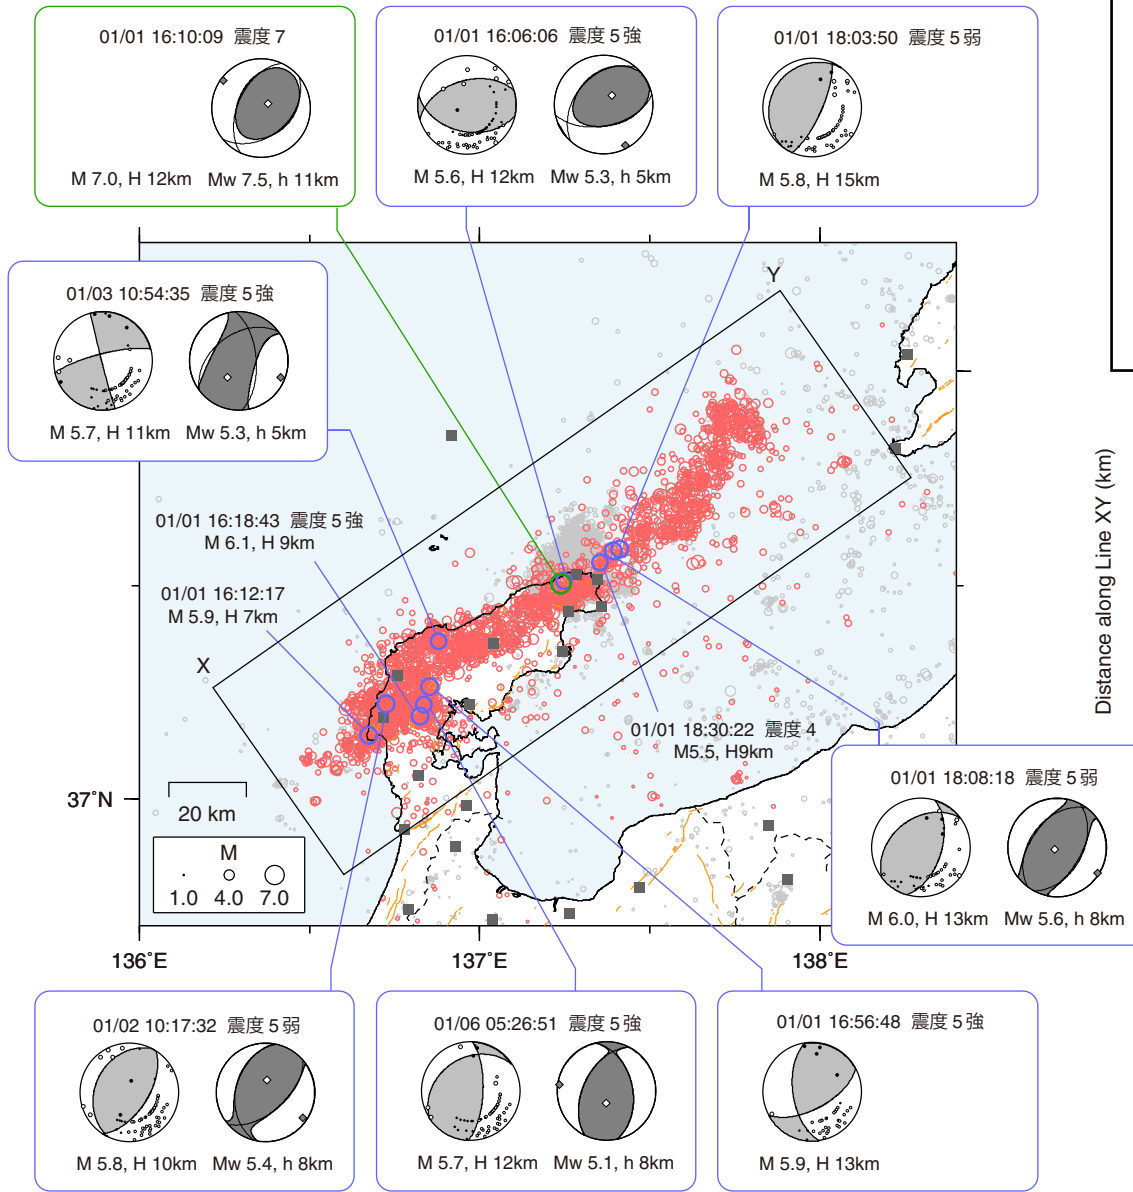 01/01 16:10:09 震度 7
M 7.0, H 12km Mw 7.5, h 11km
01/01 16:06:06 震度 5 強
M 5.6, H 12km Mw 5.3, h 5km
01/01 18:03:50 震度 5 弱
M 5.8, H 15km
01/03 10:54:35 震度 5 強
M 5.7, H 11km Mw 5.3, h 5km
Y
01/01 16:18:43 震度 5 強
M 6.1, H 9km
01/01 16:12:17
M 5.9, H 7km
X
Distance along Line XY (km)
01/01 18:30:22 震度 4
M5.5, H9km
01/01 18:08:18 震度 5 弱
M 6.0, H 13km Mw 5.6, h 8km
37˚N
20 km
M
1.0 4.0 7.0
136˚E 137˚E 138˚E
01/02 10:17:32 震度 5 弱
M 5.8, H 10km Mw 5.4, h 8km
01/06 05:26:51 震度 5 強
M 5.7, H 12km Mw 5.1, h 8km
01/01 16:56:48 震度 5 強
M 5.9, H 13km